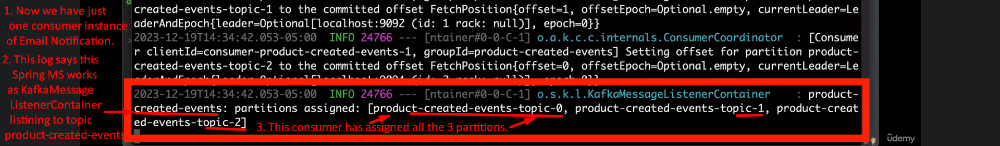 1. Now we have just
one consumer instance
of Email Notification.
2. This log says this
Spring MS works
as KafkaMessage
ListenerContainer
listining to topic
product-created-events.
created-events-topic-1 to the committed offset FetchPosition{offset=1, offsetEpoch=Optional.empty, currentLeader=Le
aderAndEpoch{leader=Optional[localhost:9092 (id: 1 rack: null)], epoch=0}}
2023-12-19T14:34:42.053-05:00 INFO 24766 --- [ntainer#0-0-C-1] o.a.k.c.c.internals.ConsumerCoordinator : [Consume
r clientId=consumer-product-created-events-1, groupId=product-created-events] Setting offset for partition product-
created-events-topic-2 to the committed offset FetchPosition{offset=0, offsetEpoch=Optional.empty, currentLeader=Le
2023-12-19T14:34:42.053-05:00 INFO 24766 --- [ntainer#0-0-C-1] o.s.k.l.KafkaMessageListenerContainer : product-
created-events: partitions assigned: [product-created-events-topic-0, product-created-events-topic-1, product-creat
ed-events-topic-2]
3. This consumer has assigned all the 3 partitions.
ûdemy